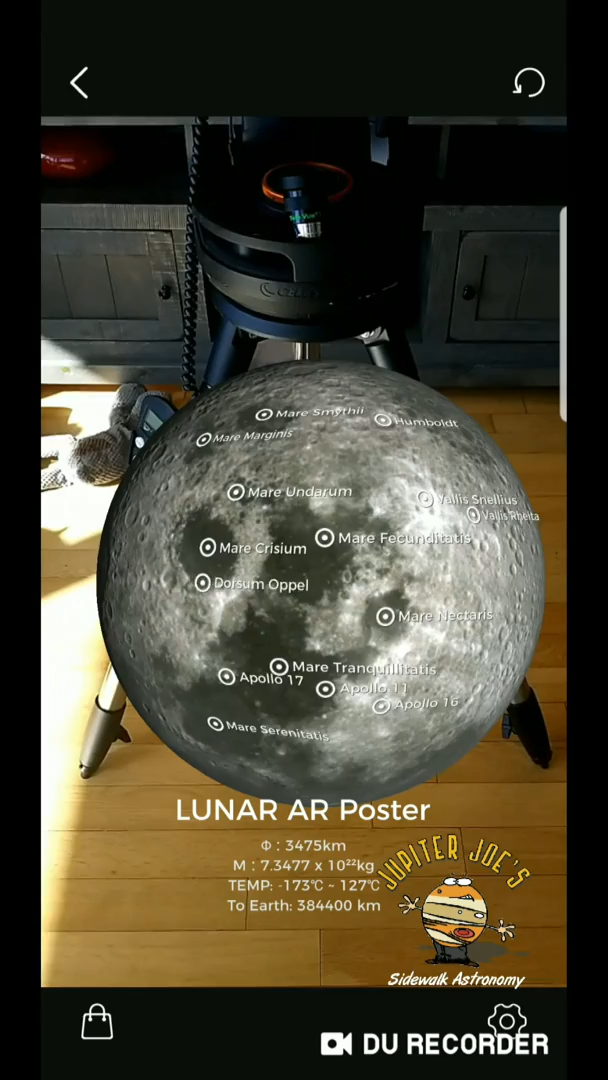 Mare Smythii
Humboldt
Mare Marginis
Mare Undarum
Vallis Snellius
Vallis Rheita
Mare Fecunditatis
Mare Crisium
Dorsum Oppel
Mare Nectaris
Mare Tranquillitatis
Apollo 17
Apollo 11
Apollo 16
Mare Serenitatis
LUNAR AR Poster
Φ : 3475km
M : 7.3477 x 10²²kg
TEMP: -173℃ ~ 127℃
To Earth: 384400 km
JUPITER JOE'S
Sidewalk Astronomy
DU RECORDER